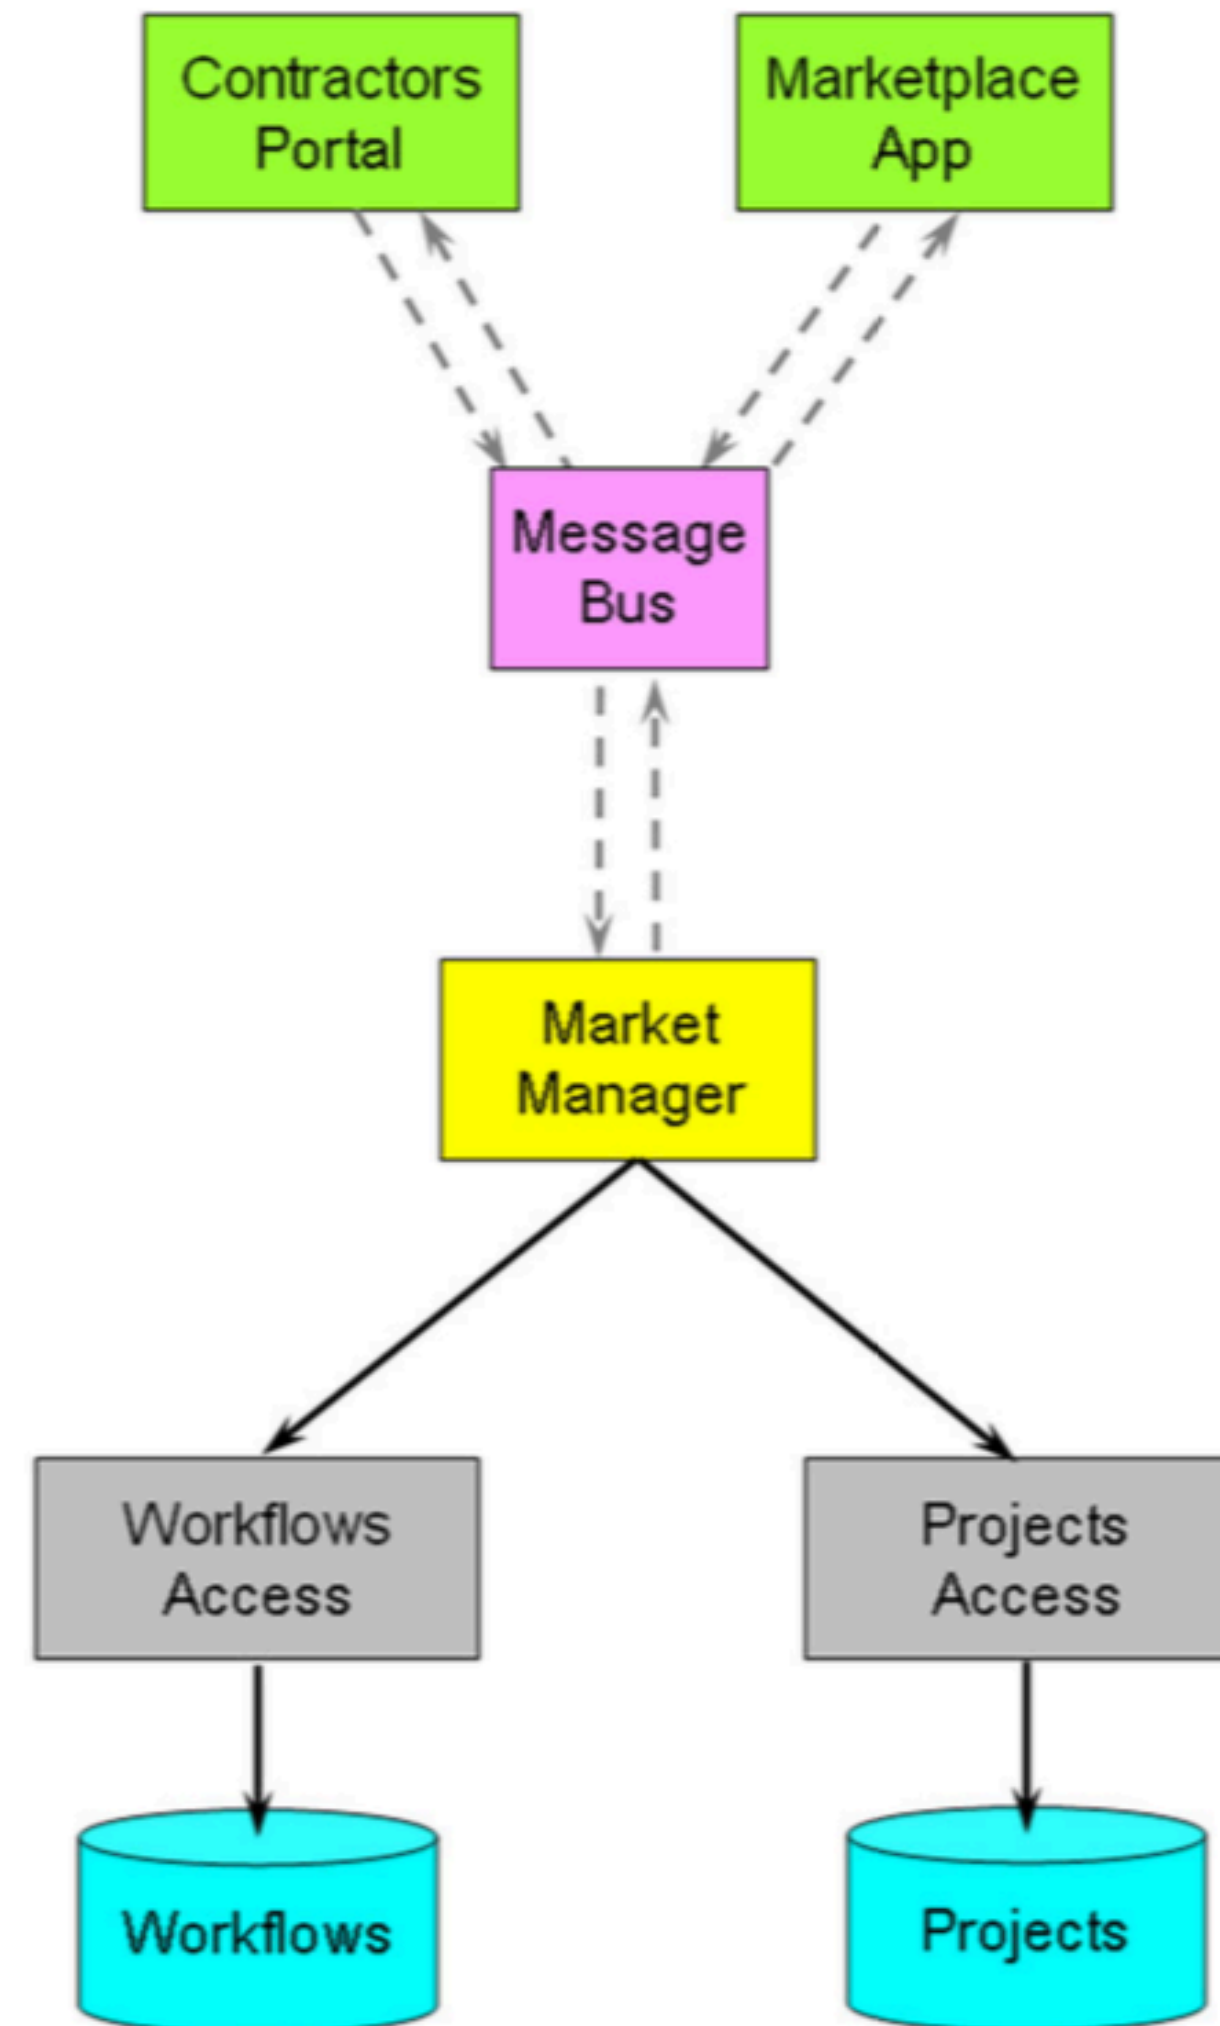 Contractors
Portal
Marketplace
App
Message
Bus
Market
Manager
Workflows
Access
Projects
Access
Workflows
Projects